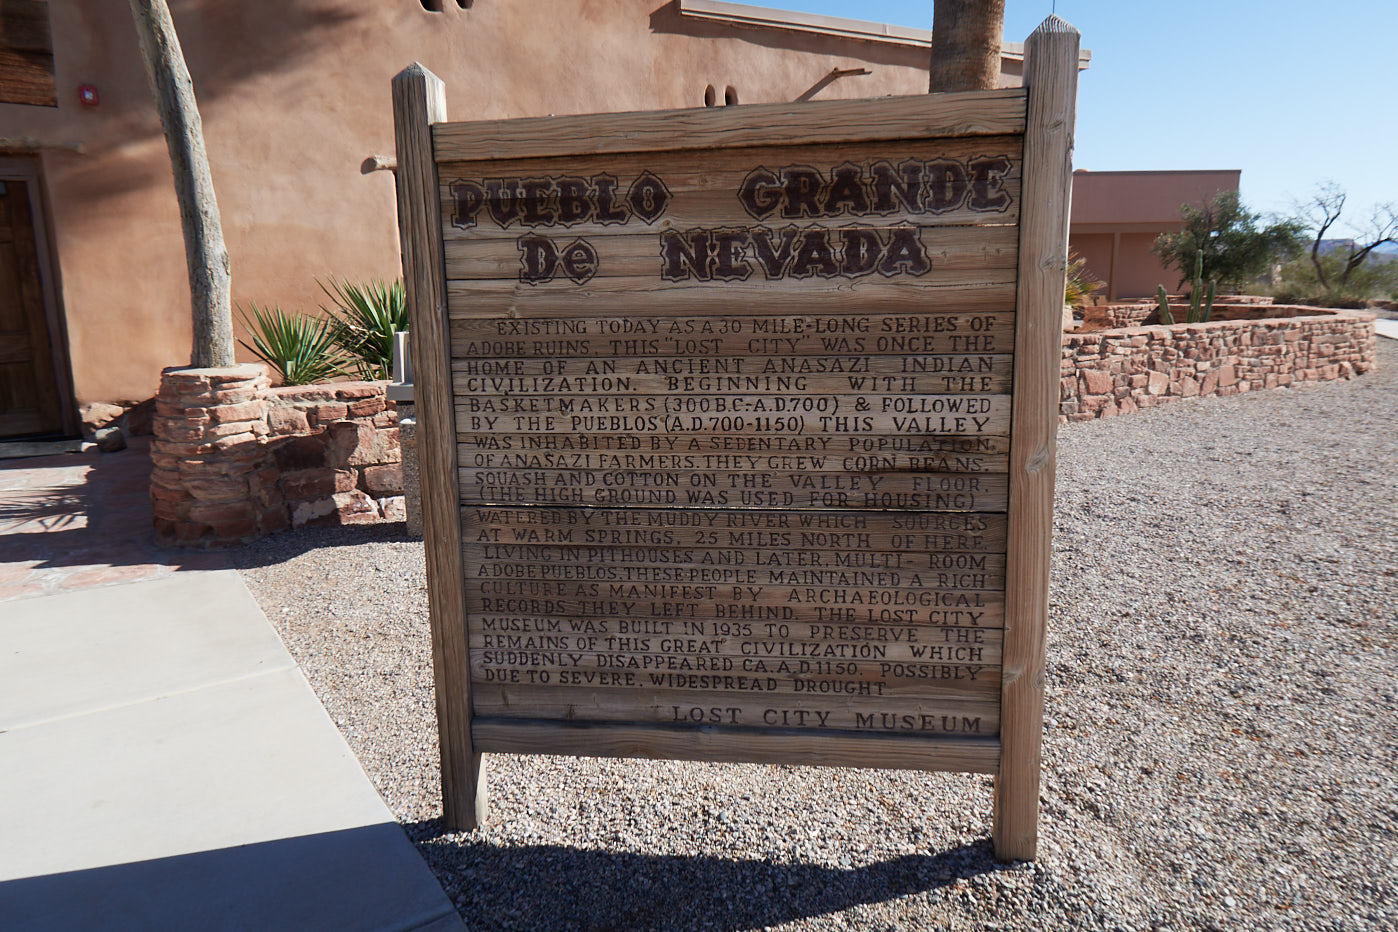 PUEBLO GRANDE
De NEVADA
EXISTING TODAY AS A 30 MILE-LONG SERIES OF
ADOBE RUINS THIS "LOST CITY" WAS ONCE THE
HOME OF AN ANCIENT ANASAZI INDIAN
CIVILIZATION. BEGINNING WITH THE
BASKETMAKERS (300 B.C.-A.D.700) & FOLLOWED
BY THE PUEBLOS (A.D.700-1150) THIS VALLEY
WAS INHABITED BY A SEDENTARY POPULATION,
OF ANASAZI FARMERS. THEY GREW CORN BEANS,
SQUASH AND COTTON ON THE VALLEY FLOOR.
(THE HIGH GROUND WAS USED FOR HOUSING)
WATERED BY THE MUDDY RIVER WHICH SOURCES
AT WARM SPRINGS, 25 MILES NORTH OF HERE
LIVING IN PITHOUSES AND LATER, MULTI ROOM
ADOBE PUEBLOS. THESE PEOPLE MAINTAINED A RICH
CULTURE AS MANIFEST BY ARCHAEOLOGICAL
RECORDS THEY LEFT BEHIND. THE LOST CITY
MUSEUM WAS BUILT IN 1935 TO PRESERVE THE
REMAINS OF THIS GREAT CIVILIZATION WHICH
SUDDENLY DISAPPEARED CA. A.D.1150. POSSIBLY
DUE TO SEVERE, WIDESPREAD DROUGHT
LOST CITY MUSEUM